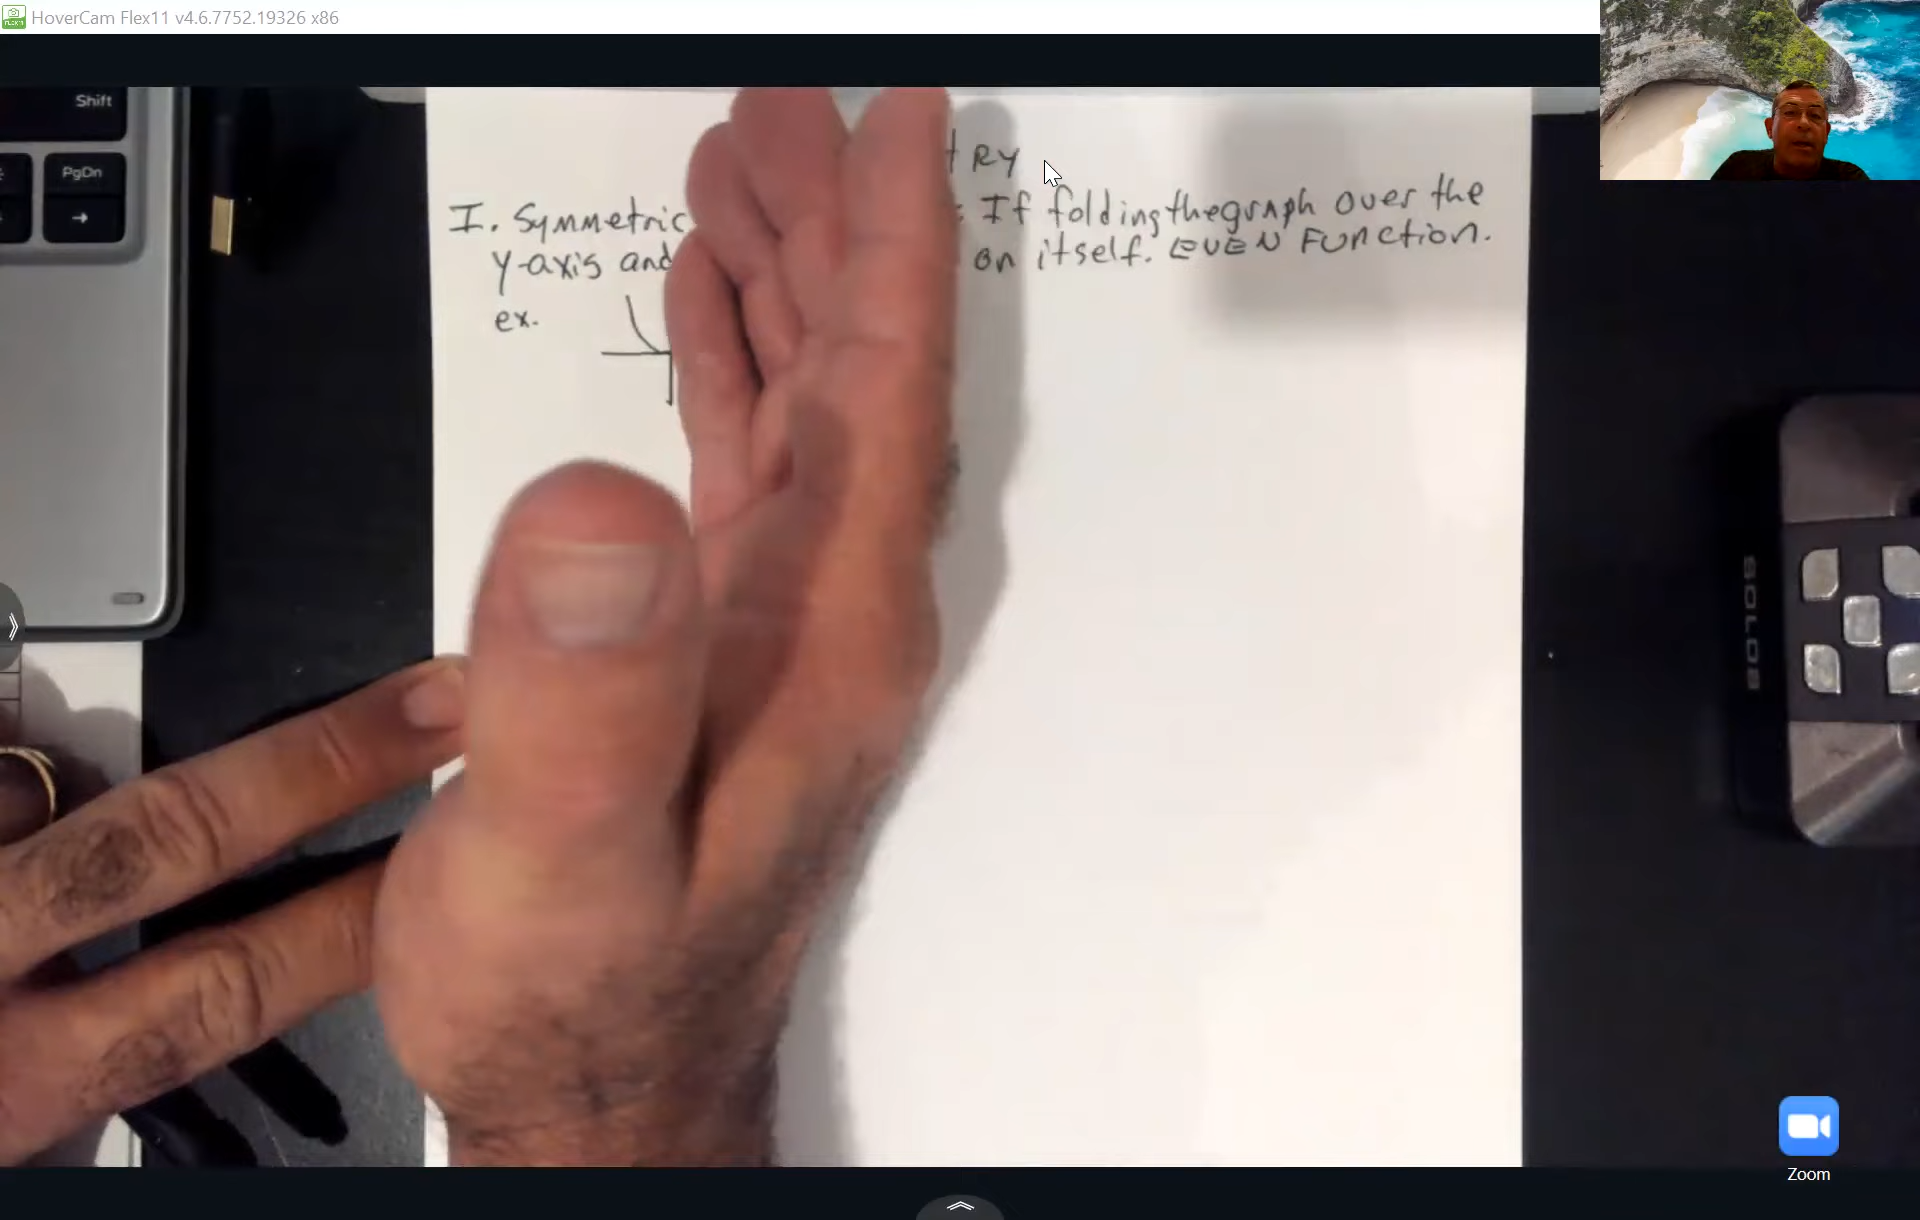 HoverCam Flex11 v4.6.7752.19326 x86
Shift
PgDn
try
I. Symmetric : If folding the graph over the
y-axis and on itself. EVEN Function.
ex.
SOLO8
Zoom